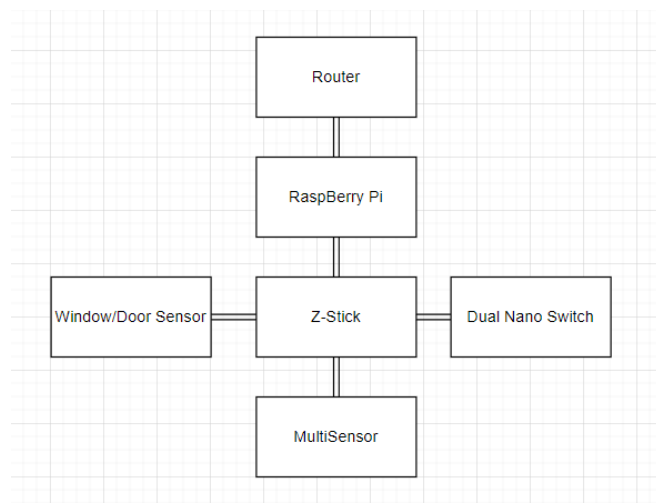 Router
RaspBerry Pi
Window/Door Sensor
Z-Stick
Dual Nano Switch
MultiSensor